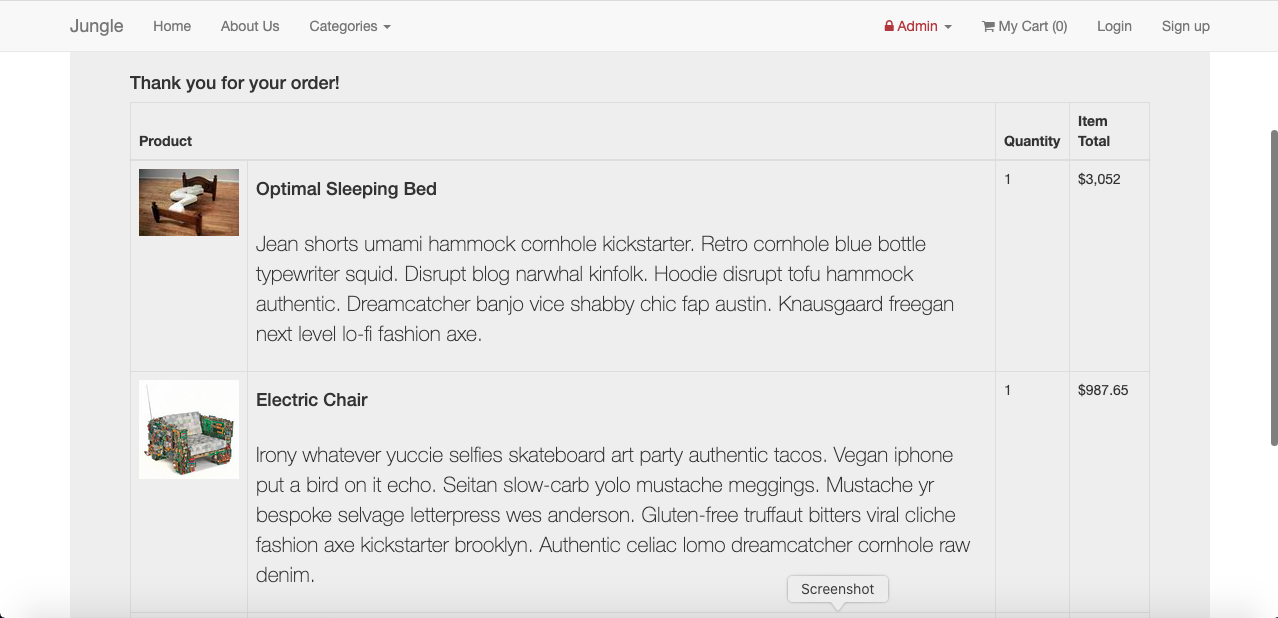 Jungle Home About Us Categories Admin My Cart (0) Login Sign up
Thank you for your order!
Product Quantity Item Total
Optimal Sleeping Bed 1 $3,052
Jean shorts umami hammock cornhole kickstarter. Retro cornhole blue bottle
typewriter squid. Disrupt blog narwhal kinfolk. Hoodie disrupt tofu hammock
authentic. Dreamcatcher banjo vice shabby chic fap austin. Knausgaard freegan
next level lo-fi fashion axe.
Electric Chair 1 $987.65
Irony whatever yuccie selfies skateboard art party authentic tacos. Vegan iphone
put a bird on it echo. Seitan slow-carb yolo mustache meggings. Mustache yr
bespoke selvage letterpress wes anderson. Gluten-free truffaut bitters viral cliche
fashion axe kickstarter brooklyn. Authentic celiac lomo dreamcatcher cornhole raw
denim.
Screenshot